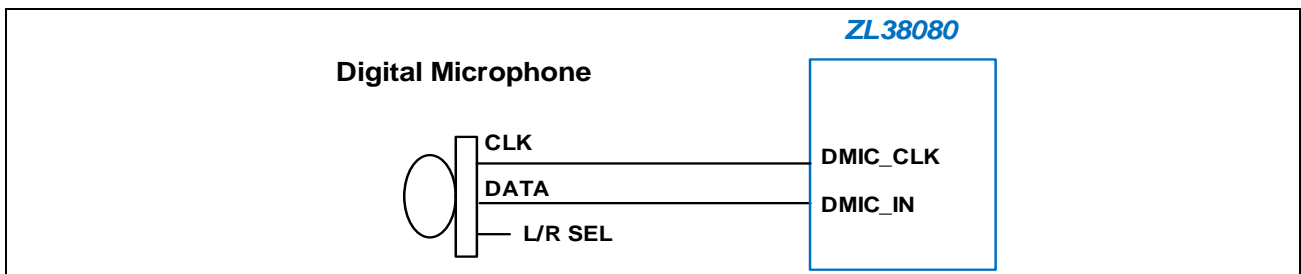 ZL38080
Digital Microphone
CLK
DMIC_CLK
DATA
DMIC_IN
L/R SEL